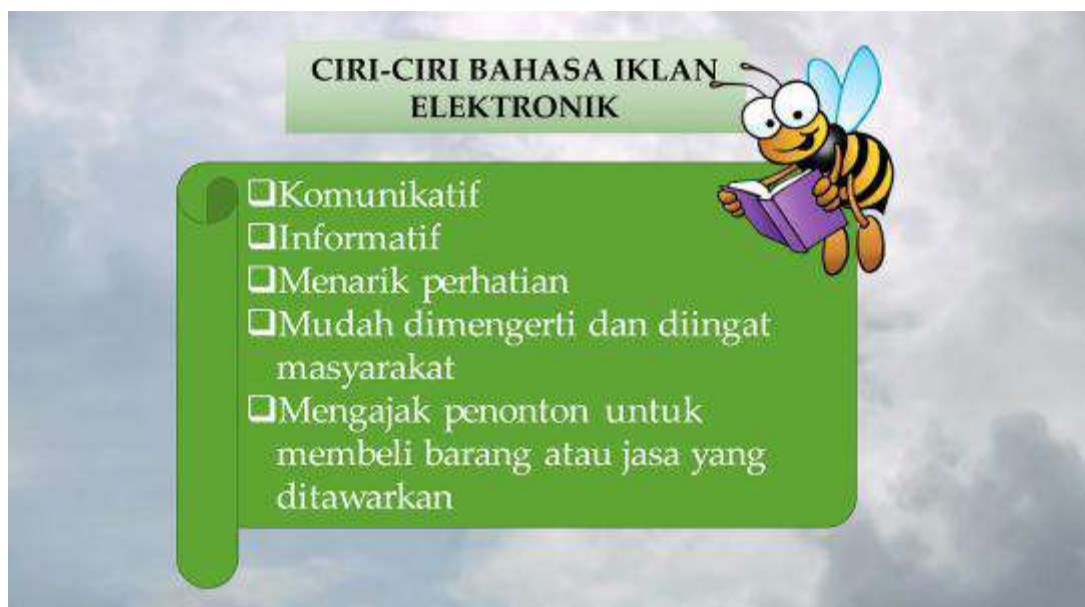 CIRI-CIRI BAHASA IKLAN
ELEKTRONIK
❑Komunikatif
❑Informatif
❑Menarik perhatian
❑Mudah dimengerti dan diingat
masyarakat
❑Mengajak penonton untuk
membeli barang atau jasa yang
ditawarkan